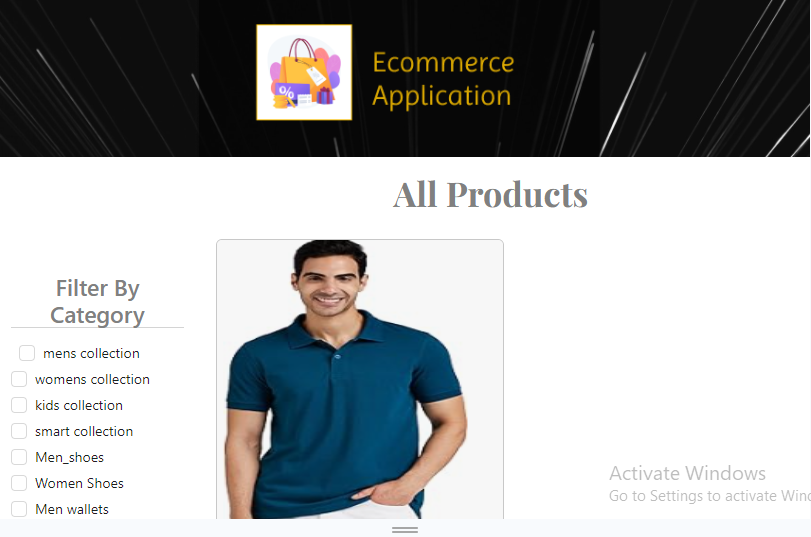 %
Ecommerce
Application
All Products
Filter By
Category
mens collection
womens collection
kids collection
smart collection
Men_shoes
Women Shoes
Men wallets
Activate Windows
Go to Settings to activate Wind